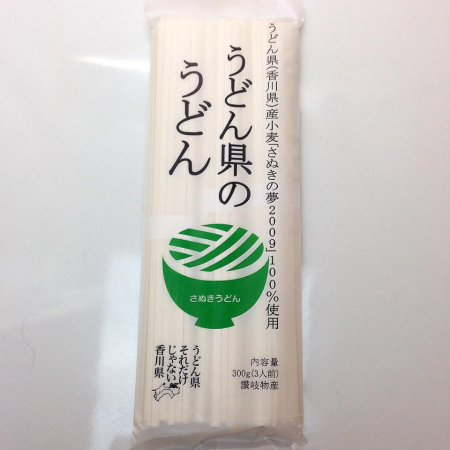 うどん県(香川県)産小麦「さぬきの夢2009」100%使用
うどん県の
うどん
さぬきうどん
うどん県
それだけ
じゃない
香川県
内容量
300g(3人前)
讃岐物産